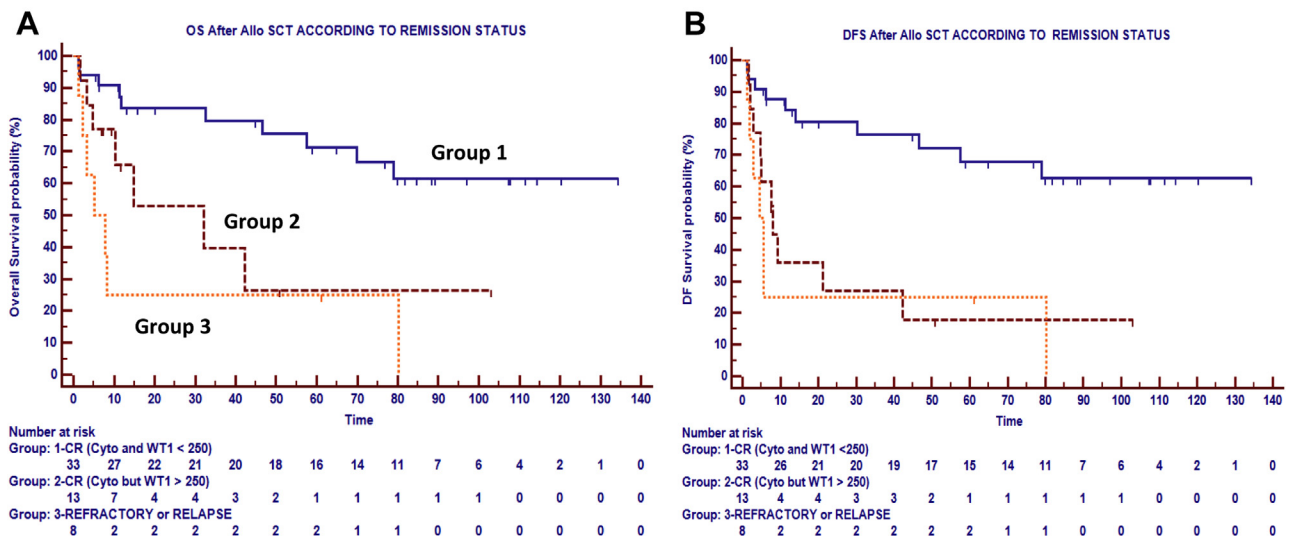 A
OS After Allo SCT ACCORDING TO REMISSION STATUS
Overall Survival probability (%)
100
90
80
70
60
50
40
30
20
10
0
Group 1
Group 2
Group 3
0 10 20 30 40 50 60 70 80 90 100 110 120 130 140
Time
Number at risk
Group: 1-CR (Cyto and WT1 < 250)
33 27 22 21 20 18 16 14 11 7 6 4 2 1 0
Group: 2-CR (Cyto but WT1 > 250)
13 7 4 4 3 2 1 1 1 1 1 0 0 0 0
Group: 3-REFRACTORY or RELAPSE
8 2 2 2 2 2 2 1 1 0 0 0 0 0 0
B
DFS After Allo SCT ACCORDING TO REMISSION STATUS
DF Survival probability (%)
100
90
80
70
60
50
40
30
20
10
0
0 10 20 30 40 50 60 70 80 90 100 110 120 130 140
Time
Number at risk
Group: 1-CR (Cyto and WT1 <250)
33 26 21 20 19 17 15 14 11 7 6 4 2 1 0
Group: 2-CR (Cyto but WT1 > 250)
13 4 4 3 3 2 1 1 1 1 1 0 0 0 0
Group: 3-REFRACTORY or RELAPSE
8 2 2 2 2 2 2 1 1 0 0 0 0 0 0